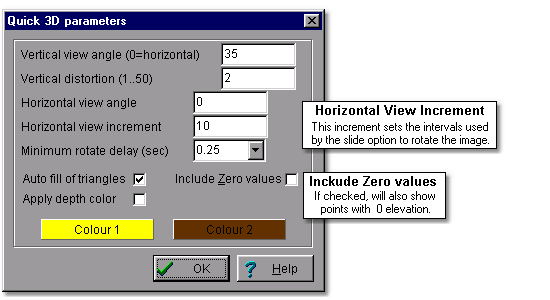 Quick 3D parameters
Vertical view angle (0=horizontal) 35
Vertical distortion (1..50) 2
Horizontal view angle 0
Horizontal view increment 10
Minimum rotate delay (sec) 0.25
Auto fill of triangles Include Zero values
Apply depth color
Colour 1 Colour 2
OK ? Help
Horizontal View Increment
This increment sets the intervals used
by the slide option to rotate the image.
Inckude Zero values
If checked, will also show
points with 0 elevation.